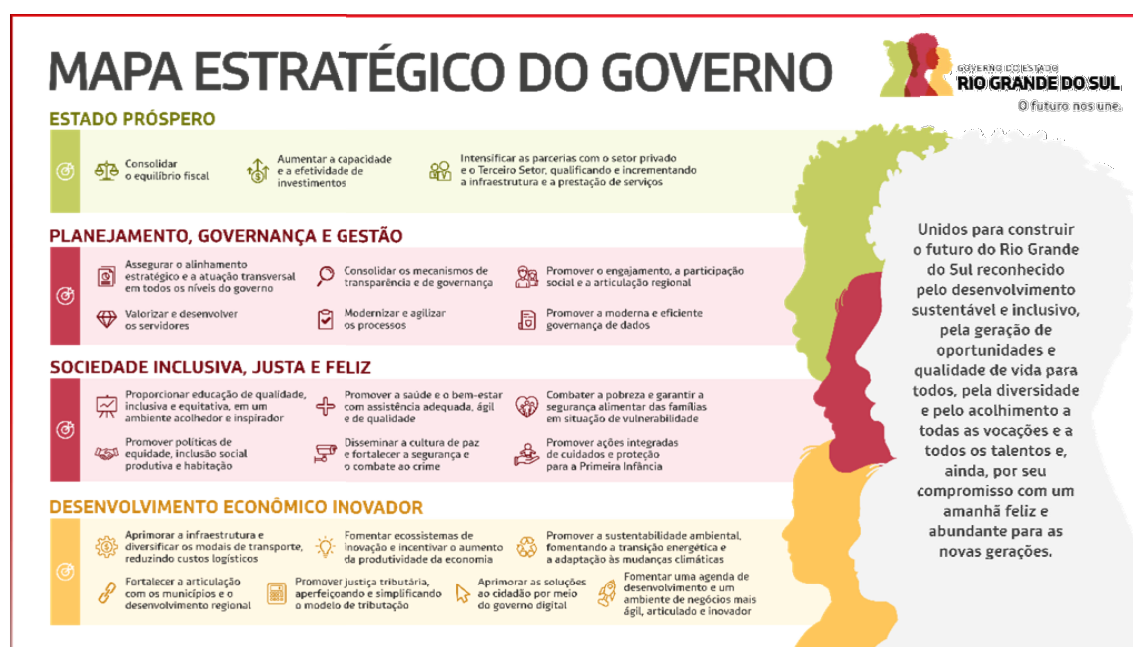 MAPA ESTRATÉGICO DO GOVERNO
GOVERNO DO ESTADO
RIO GRANDE DO SUL
O futuro nos une.
ESTADO PRÓSPERO
Consolidar
o equilíbrio fiscal
Aumentar a capacidade
e a efetividade de
investimentos
Intensificar as parcerias com o setor privado
e o Terceiro Setor, qualificando e incrementando
a infraestrutura e a prestação de serviços
PLANEJAMENTO, GOVERNANÇA E GESTÃO
Assegurar o alinhamento
estratégico e a atuação transversal
em todos os níveis do governo
Consolidar os mecanismos de
transparência e de governança
Promover o engajamento, a participação
social e a articulação regional
Valorizar e desenvolver
os servidores
Modernizar e agilizar
os processos
Promover a moderna e eficiente
governança de dados
SOCIEDADE INCLUSIVA, JUSTA E FELIZ
Proporcionar educação de qualidade,
inclusiva e equitativa, em um
ambiente acolhedor e inspirador
Promover a saúde e o bem-estar
com assistência adequada, ágil
e de qualidade
Combater a pobreza e garantir a
segurança alimentar das famílias
em situação de vulnerabilidade
Promover políticas de
equidade, inclusão social
produtiva e habitação
Disseminar a cultura de paz
e fortalecer a segurança e
o combate ao crime
Promover ações integradas
de cuidados e proteção
para a Primeira Infância
DESENVOLVIMENTO ECONÔMICO INOVADOR
Aprimorar a infraestrutura e
diversificar os modais de transporte,
reduzindo custos logísticos
Fomentar ecossistemas de
inovação e incentivar o aumento
da produtividade da economia
Promover a sustentabilidade ambiental,
fomentando a transição energética e
a adaptação às mudanças climáticas
Fortalecer a articulação
com os municípios e o
desenvolvimento regional
Promover justiça tributária,
aperfeiçoando e simplificando
o modelo de tributação
Aprimorar as soluções
ao cidadão por meio
do governo digital
Fomentar uma agenda de
desenvolvimento e um
ambiente de negócios mais
ágil, articulado e inovador
Unidos para construir
o futuro do Rio Grande
do Sul reconhecido
pelo desenvolvimento
sustentável e inclusivo,
pela geração de
oportunidades e
qualidade de vida para
todos, pela diversidade
e pelo acolhimento a
todas as vocações e a
todos os talentos e,
ainda, por seu
compromisso com um
amanhã feliz e
abundante para as
novas gerações.